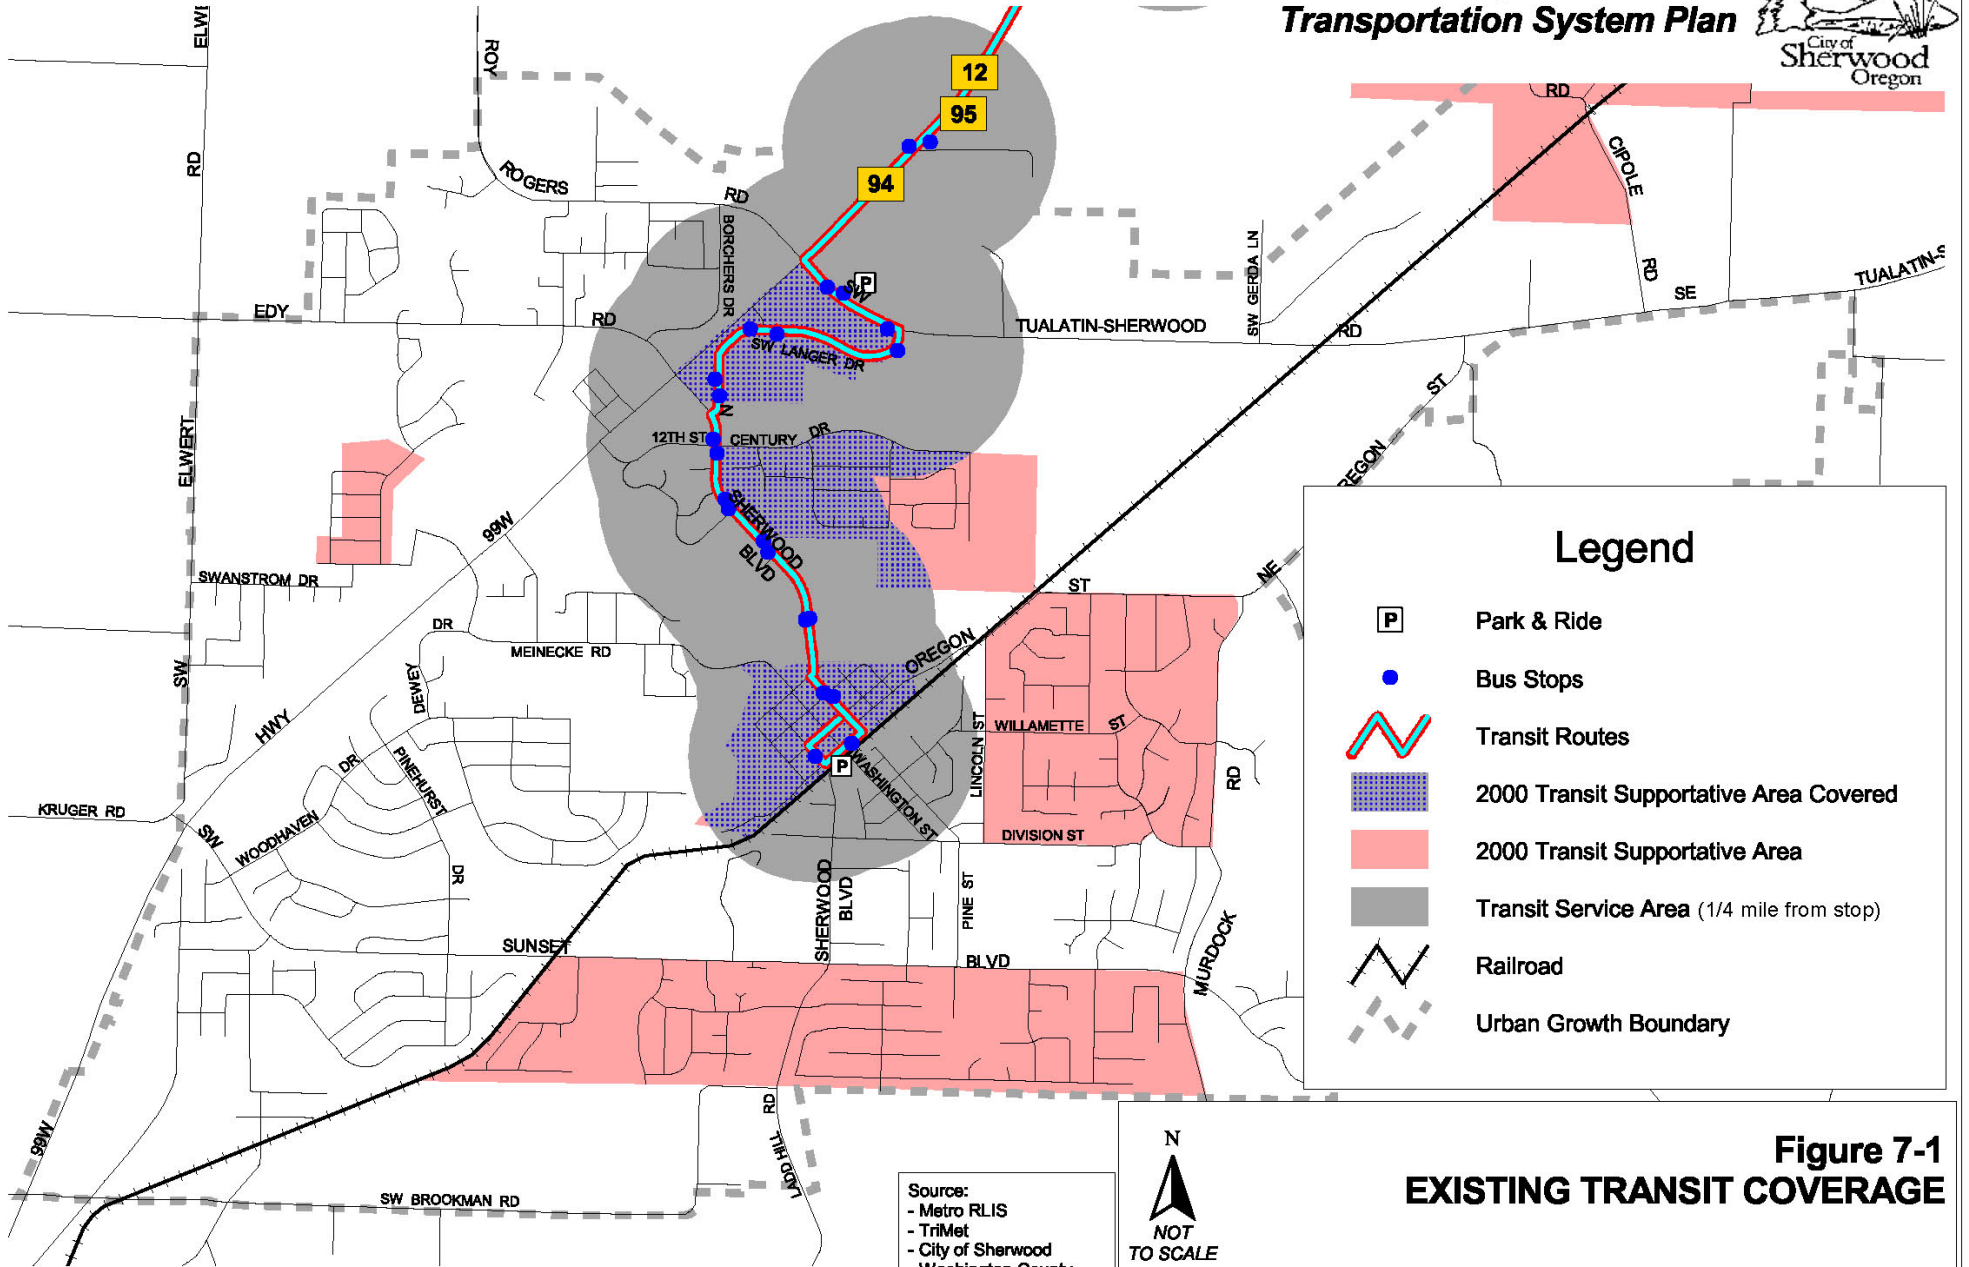 Transportation System Plan
City of
Sherwood
Oregon
ROY
ROGERS
RD
12
95
94
RD
RD
CIPOLE
RD
BORCHERS DR
P
SW
SW GERDA LN
TUALATIN-S
SE
EDY
RD
TUALATIN-SHERWOOD
RD
SW LANGER DR
N
ST
ELWERT
12TH ST
CENTURY
DR
99W
SHERWOOD
BLVD
SWANSTROM DR
NE
ST
DR
MEINECKE RD
OREGON
SW
DEWEY
HWY
LINCOLN ST
WILLAMETTE
ST
DR
PINEHURST
P
WASHINGTON ST
RD
KRUGER RD
SW
WOODHAVEN
DIVISION ST
DR
SHERWOOD
BLVD
PINE ST
MURDOCK
SUNSET
BLVD
99W
RD
LADD HILL
SW BROOKMAN RD
Legend
P
Park & Ride
Bus Stops
Transit Routes
2000 Transit Supportative Area Covered
2000 Transit Supportative Area
Transit Service Area (1/4 mile from stop)
Railroad
Urban Growth Boundary
Source:
- Metro RLIS
- TriMet
- City of Sherwood
N
NOT
TO SCALE
Figure 7-1
EXISTING TRANSIT COVERAGE